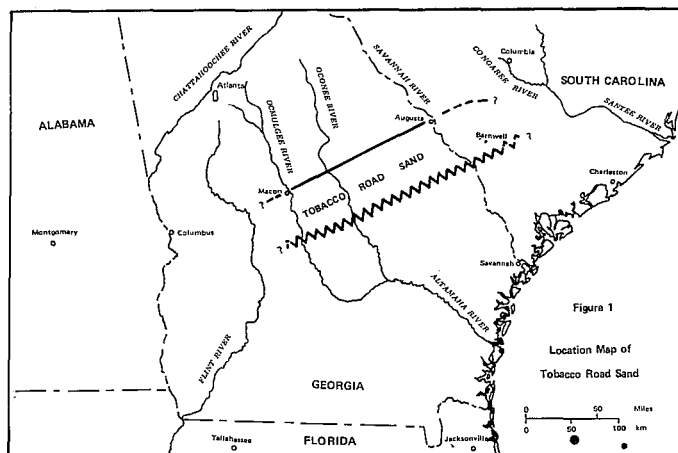 CHATTAHOOCHEE RIVER
Atlanta
OCMULGEE RIVER
OCONEE RIVER
SAVANNAH RIVER
Columbia
CONGAREE RIVER
SOUTH CAROLINA
SANTEE RIVER
ALABAMA
Augusta
?
Barnwell
?
Charleston
Macon
?
TOBACCO ROAD SAND
Montgomery
Columbus
?
Savannah
ALTAMAHA RIVER
FLINT RIVER
GEORGIA
Tallahassee
FLORIDA
Jacksonville
Figure 1
Location Map of
Tobacco Road Sand
0 50 Miles
0 50 100
km